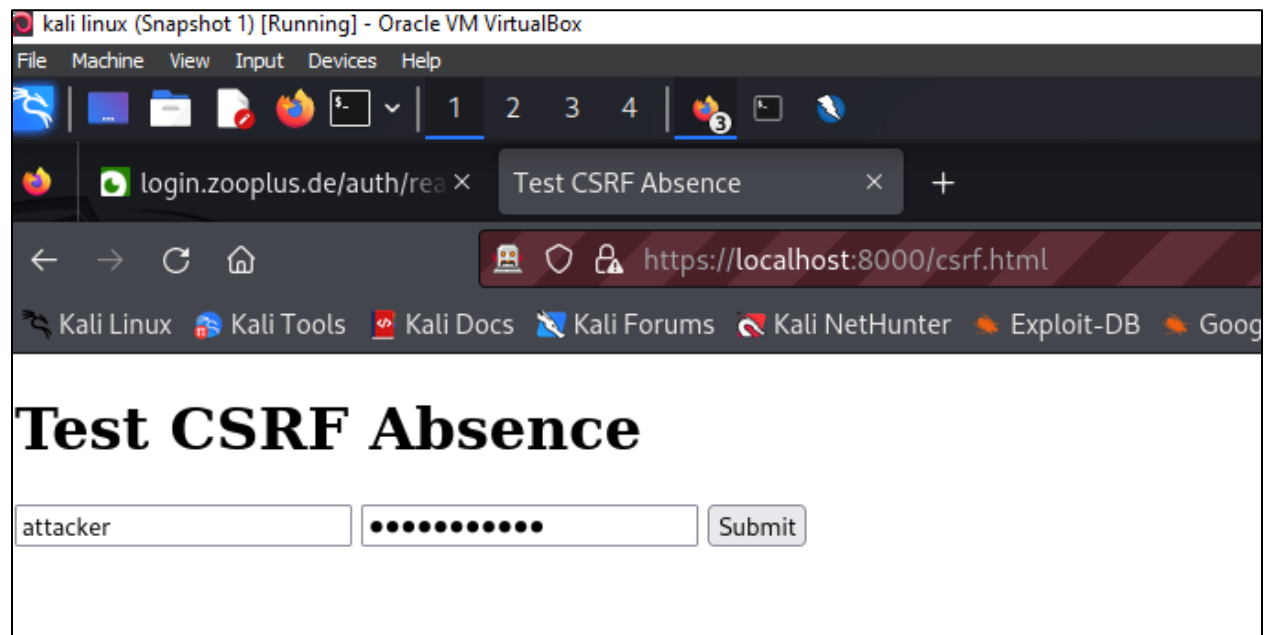 kali linux (Snapshot 1) [Running] - Oracle VM VirtualBox
File Machine View Input Devices Help
1 2 3 4 3
login.zooplus.de/auth/rea Test CSRF Absence
https://localhost:8000/csrf.html
Kali Linux Kali Tools Kali Docs Kali Forums Kali NetHunter Exploit-DB Goog
Test CSRF Absence
attacker ●●●●●●●●●●● Submit